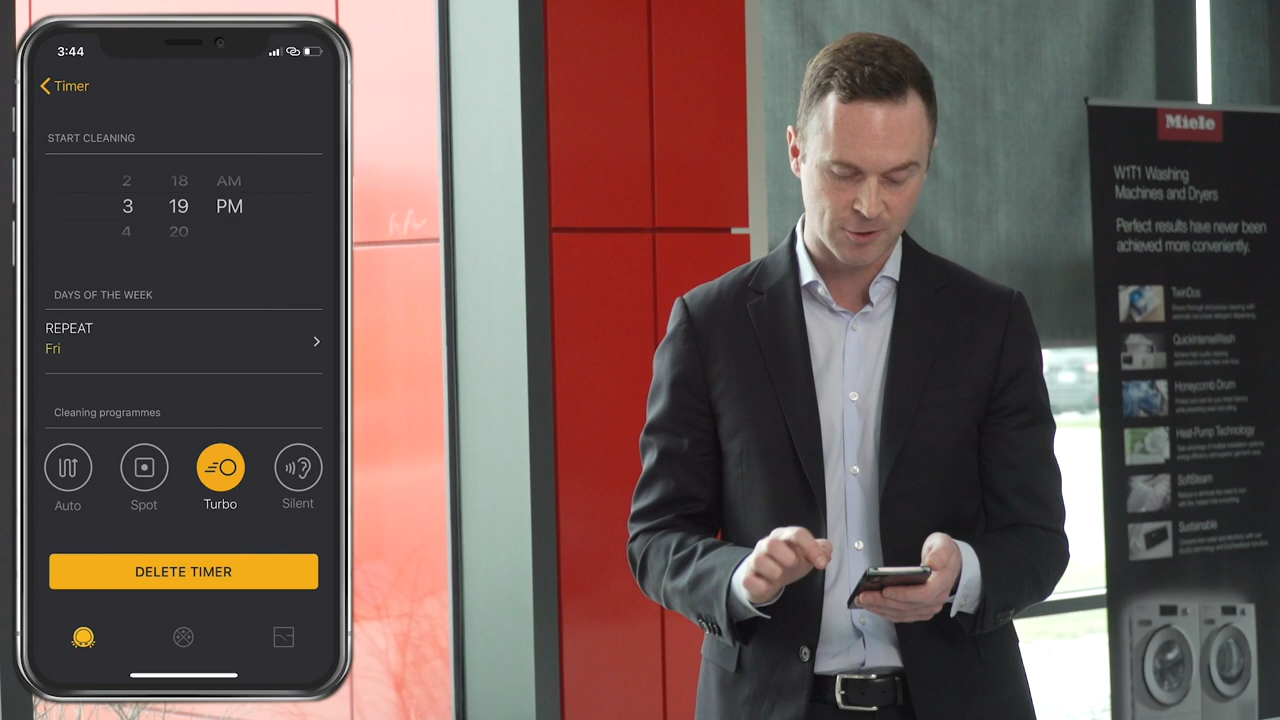 3:44
Timer
START CLEANING
2 18 AM
3 19 PM
4 20
DAYS OF THE WEEK
REPEAT
Fri
Cleaning programmes
Auto Spot Turbo Silent
DELETE TIMER
Miele
W1T1 Washing
Machines and Dryers
Perfect results have never been
achieved more conveniently.
TwinDos
QuickIntenseWash
Honeycomb Drum
Heat-Pump Technology
SoftSteam
Sustainable